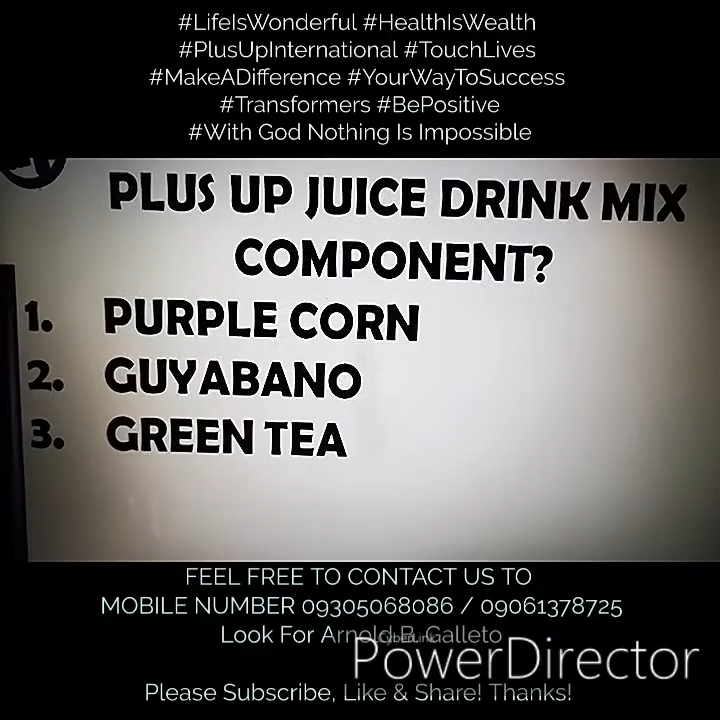 #LifeIsWonderful #HealthIsWealth
#PlusUpInternational #TouchLives
#MakeADifference #YourWayToSuccess
#Transformers #BePositive
#With God Nothing Is Impossible
PLUS UP JUICE DRINK MIX
COMPONENT?
1. PURPLE CORN
2. GUYABANO
3. GREEN TEA
FEEL FREE TO CONTACT US TO
MOBILE NUMBER 09305068086 / 09061378725
Look For Arnold B. Galleto
CyberLink
PowerDirector
Please Subscribe, Like & Share! Thanks!